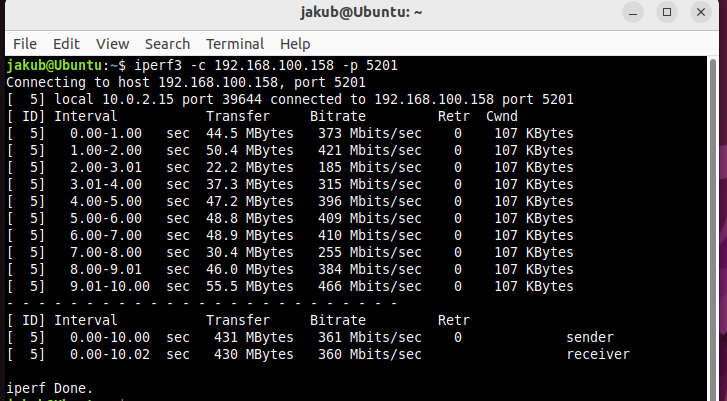 jakub@Ubuntu: ~
File Edit View Search Terminal Help
jakub@Ubuntu:~$ iperf3 -c 192.168.100.158 -p 5201
Connecting to host 192.168.100.158, port 5201
[  5] local 10.0.2.15 port 39644 connected to 192.168.100.158 port 5201
[ ID] Interval           Transfer     Bitrate         Retr  Cwnd
[  5]   0.00-1.00   sec  44.5 MBytes   373 Mbits/sec    0    107 KBytes
[  5]   1.00-2.00   sec  50.4 MBytes   421 Mbits/sec    0    107 KBytes
[  5]   2.00-3.01   sec  22.2 MBytes   185 Mbits/sec    0    107 KBytes
[  5]   3.01-4.00   sec  37.3 MBytes   315 Mbits/sec    0    107 KBytes
[  5]   4.00-5.00   sec  47.2 MBytes   396 Mbits/sec    0    107 KBytes
[  5]   5.00-6.00   sec  48.8 MBytes   409 Mbits/sec    0    107 KBytes
[  5]   6.00-7.00   sec  48.9 MBytes   410 Mbits/sec    0    107 KBytes
[  5]   7.00-8.00   sec  30.4 MBytes   255 Mbits/sec    0    107 KBytes
[  5]   8.00-9.01   sec  46.0 MBytes   384 Mbits/sec    0    107 KBytes
[  5]   9.01-10.00  sec  55.5 MBytes   466 Mbits/sec    0    107 KBytes
- - - - - - - - - - - - - - - - - - - - - - - - -
[ ID] Interval           Transfer     Bitrate         Retr
[  5]   0.00-10.00  sec   431 MBytes   361 Mbits/sec    0             sender
[  5]   0.00-10.02  sec   430 MBytes   360 Mbits/sec                  receiver
iperf Done.